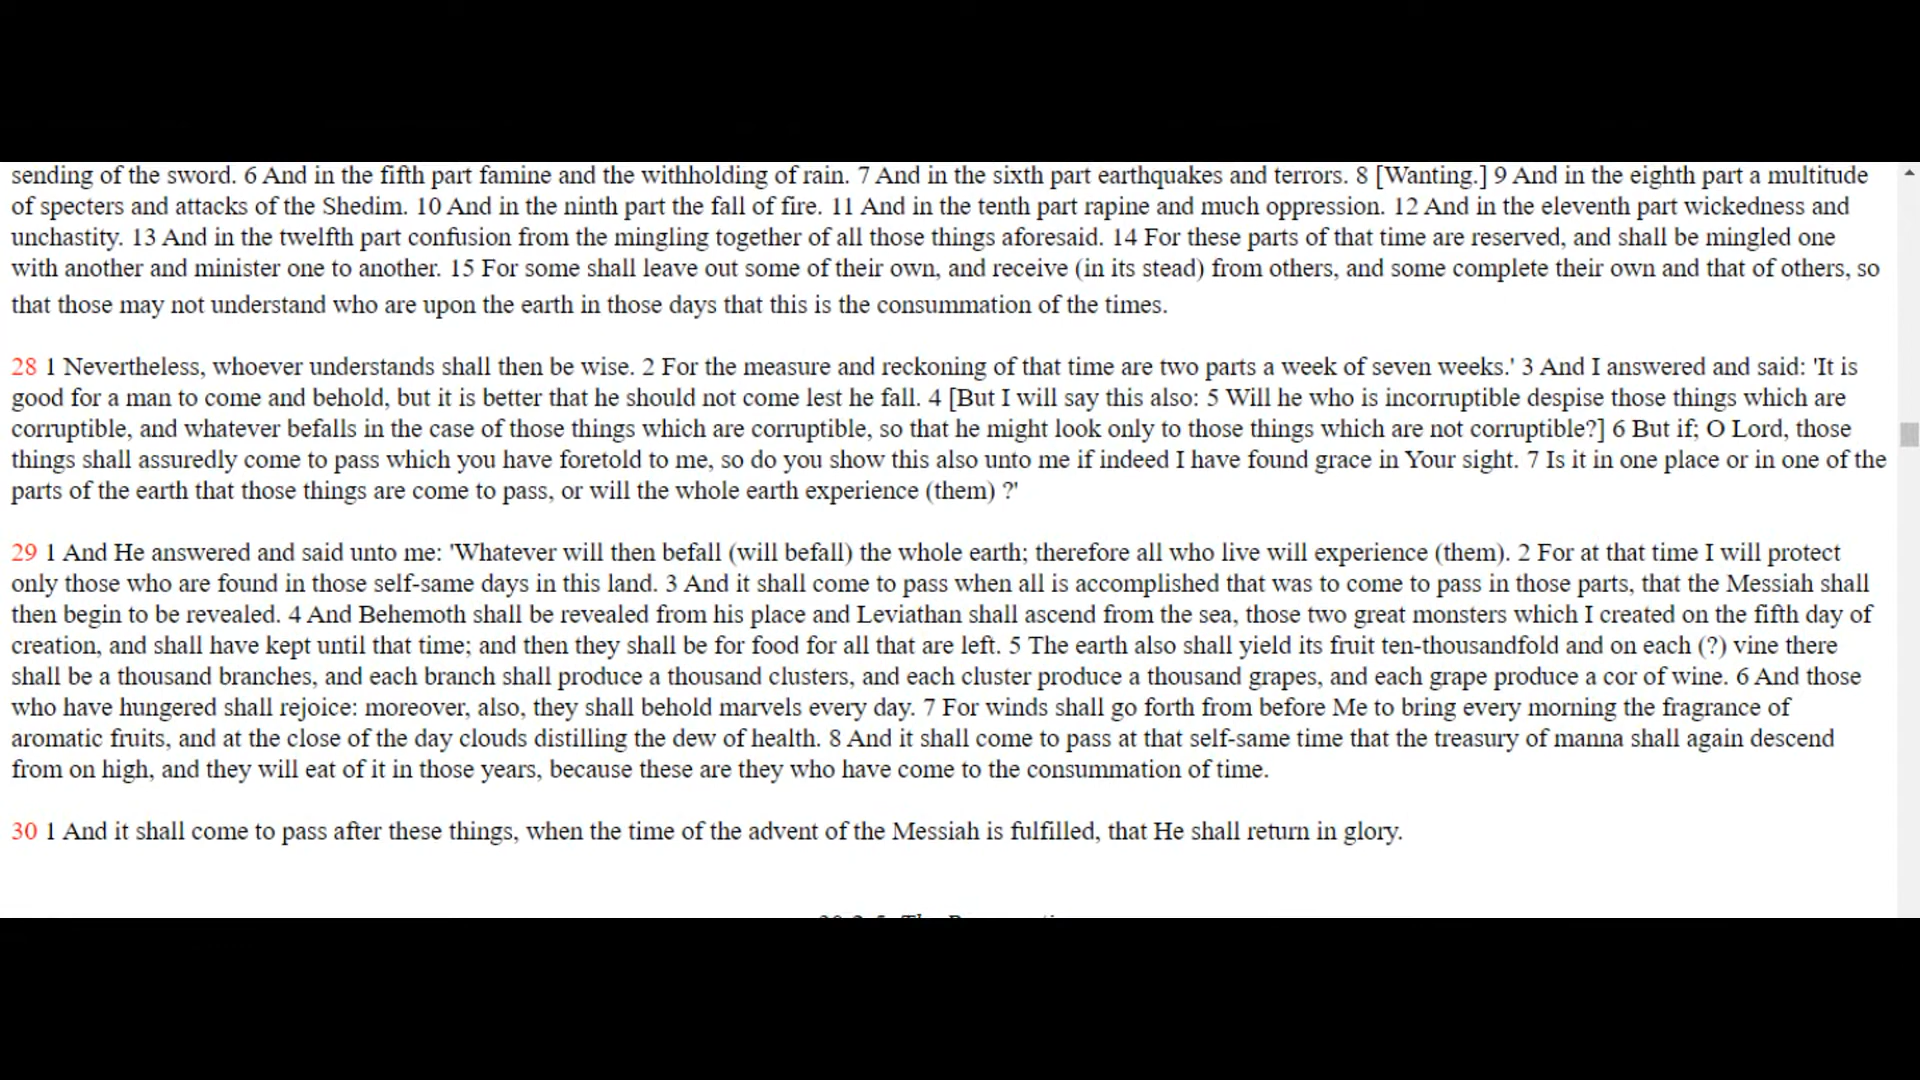 sending of the sword. 6 And in the fifth part famine and the withholding of rain. 7 And in the sixth part earthquakes and terrors. 8 [Wanting.] 9 And in the eighth part a multitude
of specters and attacks of the Shedim. 10 And in the ninth part the fall of fire. 11 And in the tenth part rapine and much oppression. 12 And in the eleventh part wickedness and
unchastity. 13 And in the twelfth part confusion from the mingling together of all those things aforesaid. 14 For these parts of that time are reserved, and shall be mingled one
with another and minister one to another. 15 For some shall leave out some of their own, and receive (in its stead) from others, and some complete their own and that of others, so
that those may not understand who are upon the earth in those days that this is the consummation of the times.
28 1 Nevertheless, whoever understands shall then be wise. 2 For the measure and reckoning of that time are two parts a week of seven weeks.' 3 And I answered and said: 'It is
good for a man to come and behold, but it is better that he should not come lest he fall. 4 [But I will say this also: 5 Will he who is incorruptible despise those things which are
corruptible, and whatever befalls in the case of those things which are corruptible, so that he might look only to those things which are not corruptible?] 6 But if; O Lord, those
things shall assuredly come to pass which you have foretold to me, so do you show this also unto me if indeed I have found grace in Your sight. 7 Is it in one place or in one of the
parts of the earth that those things are come to pass, or will the whole earth experience (them) ?'
29 1 And He answered and said unto me: 'Whatever will then befall (will befall) the whole earth; therefore all who live will experience (them). 2 For at that time I will protect
only those who are found in those self-same days in this land. 3 And it shall come to pass when all is accomplished that was to come to pass in those parts, that the Messiah shall
then begin to be revealed. 4 And Behemoth shall be revealed from his place and Leviathan shall ascend from the sea, those two great monsters which I created on the fifth day of
creation, and shall have kept until that time; and then they shall be for food for all that are left. 5 The earth also shall yield its fruit ten-thousandfold and on each (?) vine there
shall be a thousand branches, and each branch shall produce a thousand clusters, and each cluster produce a thousand grapes, and each grape produce a cor of wine. 6 And those
who have hungered shall rejoice: moreover, also, they shall behold marvels every day. 7 For winds shall go forth from before Me to bring every morning the fragrance of
aromatic fruits, and at the close of the day clouds distilling the dew of health. 8 And it shall come to pass at that self-same time that the treasury of manna shall again descend
from on high, and they will eat of it in those years, because these are they who have come to the consummation of time.
30 1 And it shall come to pass after these things, when the time of the advent of the Messiah is fulfilled, that He shall return in glory.